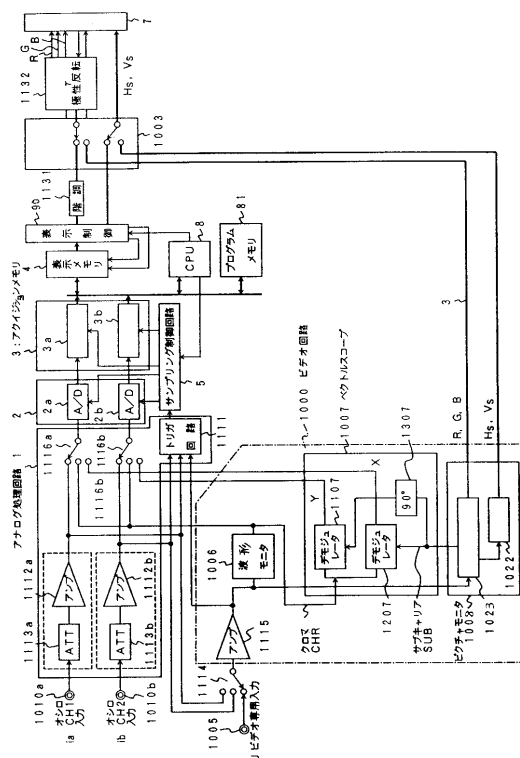 アナログ処理回路 1
1010a
オシロ
CH1
入力
ia
1113a
ATT
1112a
アンプ
1010b
オシロ
CH2
入力
ib
1113b
ATT
1112b
アンプ
1116a
1116b
1116b
2
2a
A/D
2b
A/D
3:アクイジションメモリ
3a
3b
4
表示メモリ
9b
表示制御
1131
階調
1132
極性反転
R
G
B
7
Hs, Vs
1003
8
CPU
81
プログラム
メモリ
サンプリング制御回路
5
トリガ
回路
111
1005
ビデオ専用入力
1114
アンプ
1115
1006
波形
モニタ
クロマ
CHR
1000 ビデオ回路
1007 ベクトルスコープ
Y
デモジュ
レータ
1107
X
デモジュ
レータ
1207
90°
1307
サブキャリア
SUB
ピクチャモニタ
1008
1023
1022
R, G, B
3
Hs, Vs